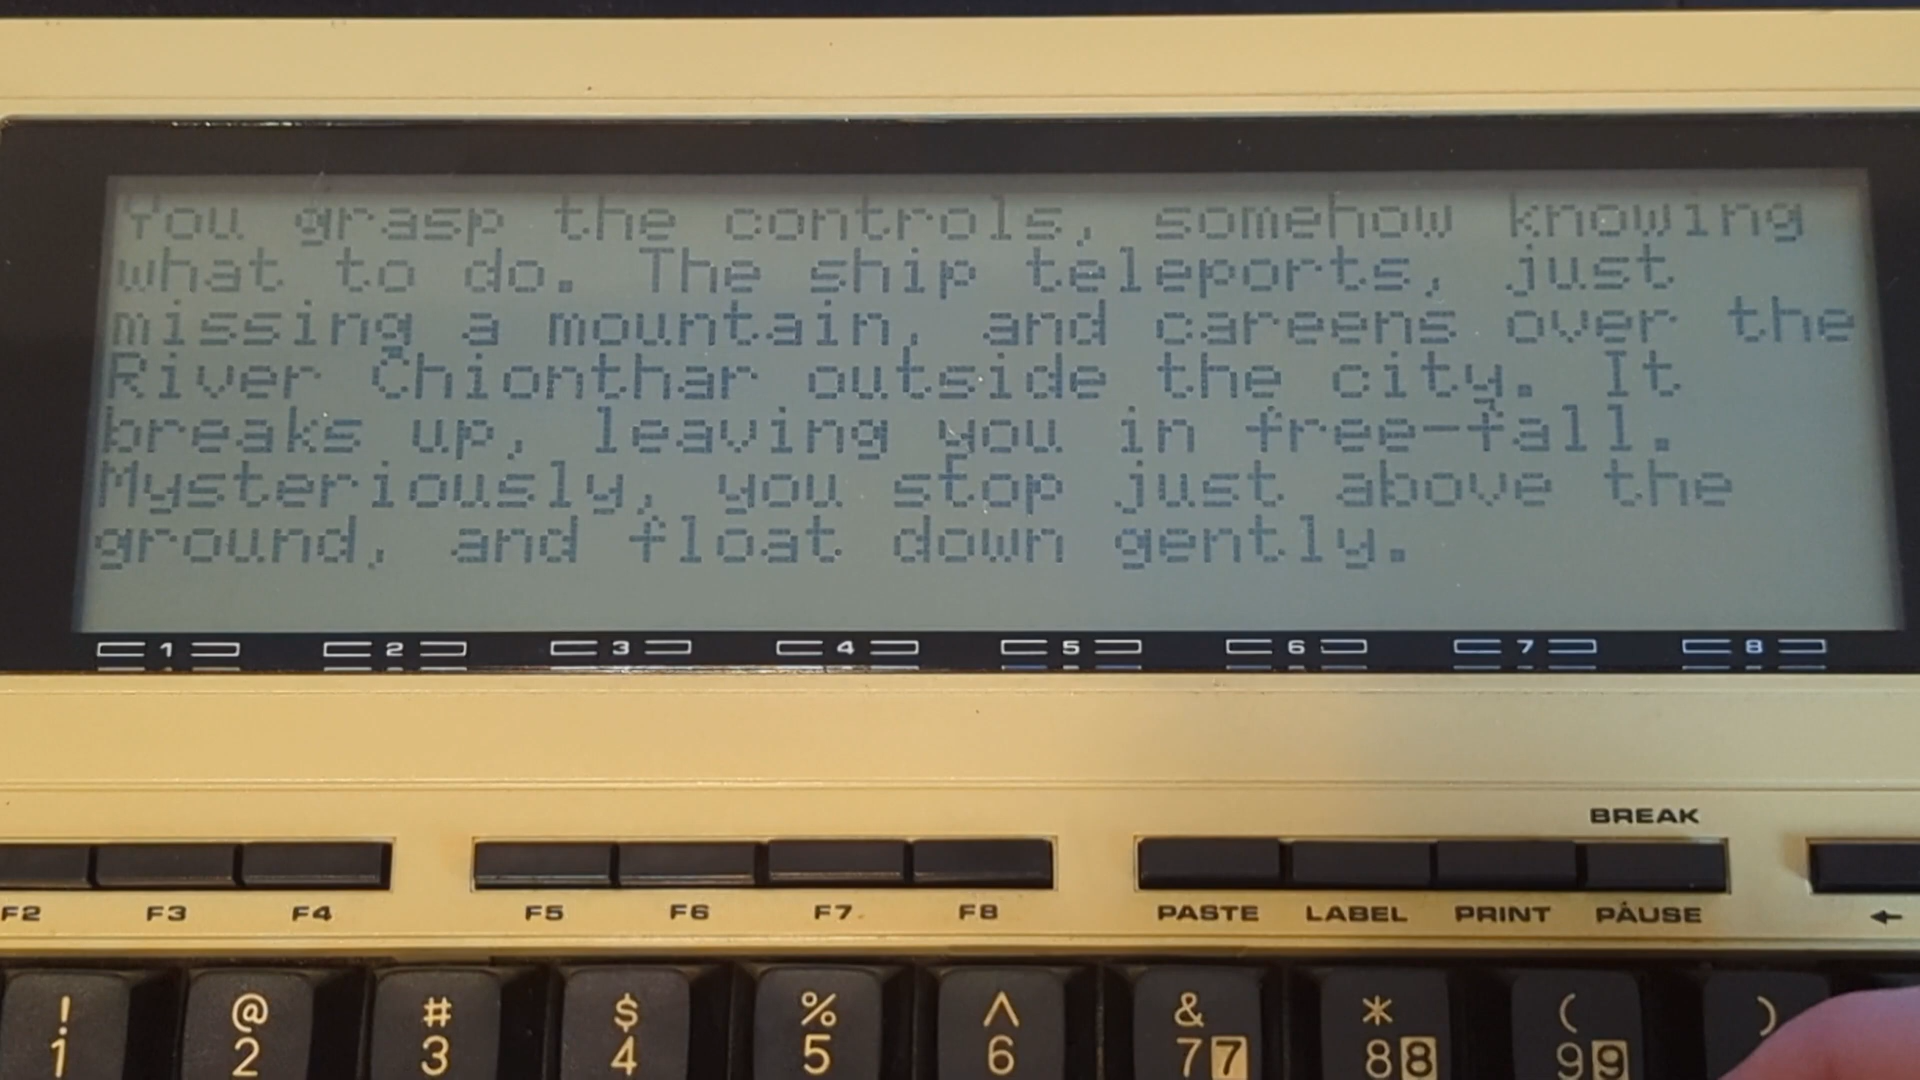 You grasp the controls, somehow knowing
what to do. The ship teleports, just
missing a mountain, and careens over the
River Chionthar outside the city. It
breaks up, leaving you in free-fall.
Mysteriously, you stop just above the
ground, and float down gently.
1 2 3 4 5 6 7 8
BREAK
F2 F3 F4 F5 F6 F7 F8 PASTE LABEL PRINT PAUSE ←
! @ # $ % ^ & * ( )
1 2 3 4 5 6 7 7 8 8 9 9